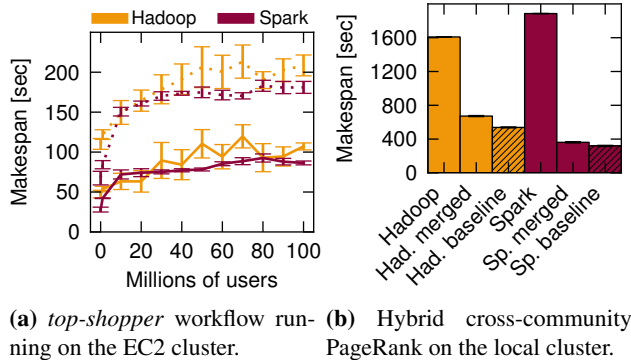 Hadoop Spark
Makespan [sec]
200
150
100
50
0
0 20 40 60 80 100
Millions of users
Makespan [sec]
1600
1200
800
400
0
Hadoop
Had. merged
Had. baseline
Spark
Sp. merged
Sp. baseline
(a) top-shopper workflow run-
ning on the EC2 cluster.
(b) Hybrid cross-community
PageRank on the local cluster.